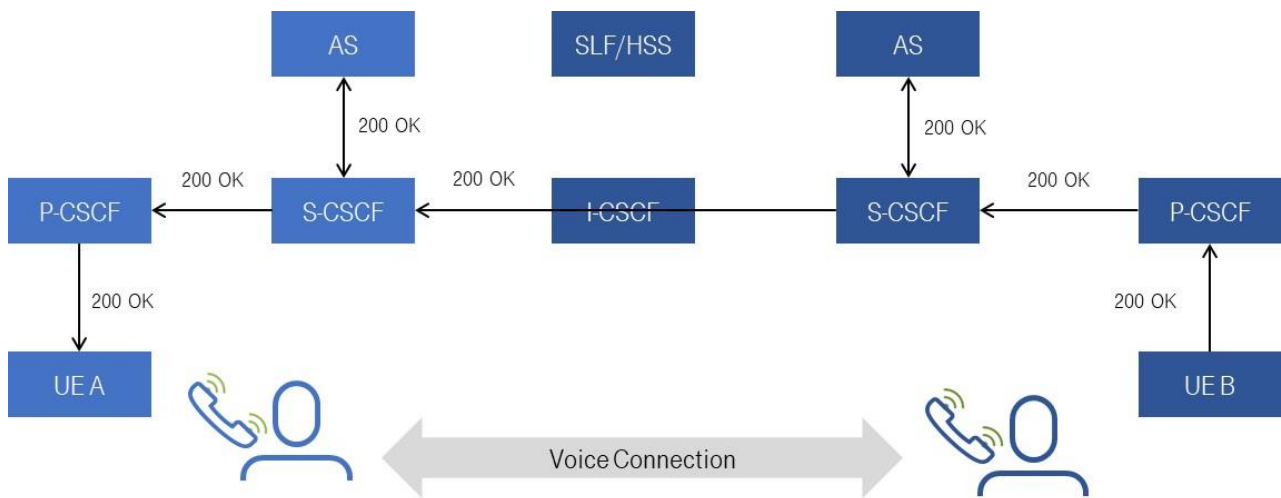 AS
SLF/HSS
AS
200 OK
200 OK
200 OK
200 OK
200 OK
P-CSCF
S-CSCF
I-CSCF
S-CSCF
P-CSCF
200 OK
200 OK
UE A
UE B
Voice Connection